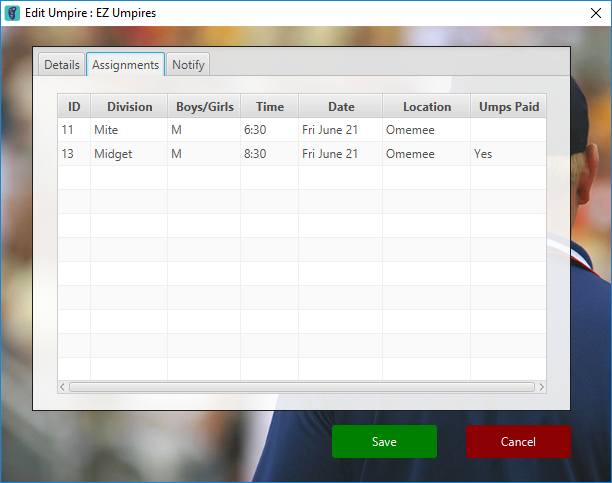 Edit Umpire : EZ Umpires
Details Assignments Notify
ID Division Boys/Girls Time Date Location Umps Paid
11 Mite M 6:30 Fri June 21 Omemee
13 Midget M 8:30 Fri June 21 Omemee Yes
Save Cancel